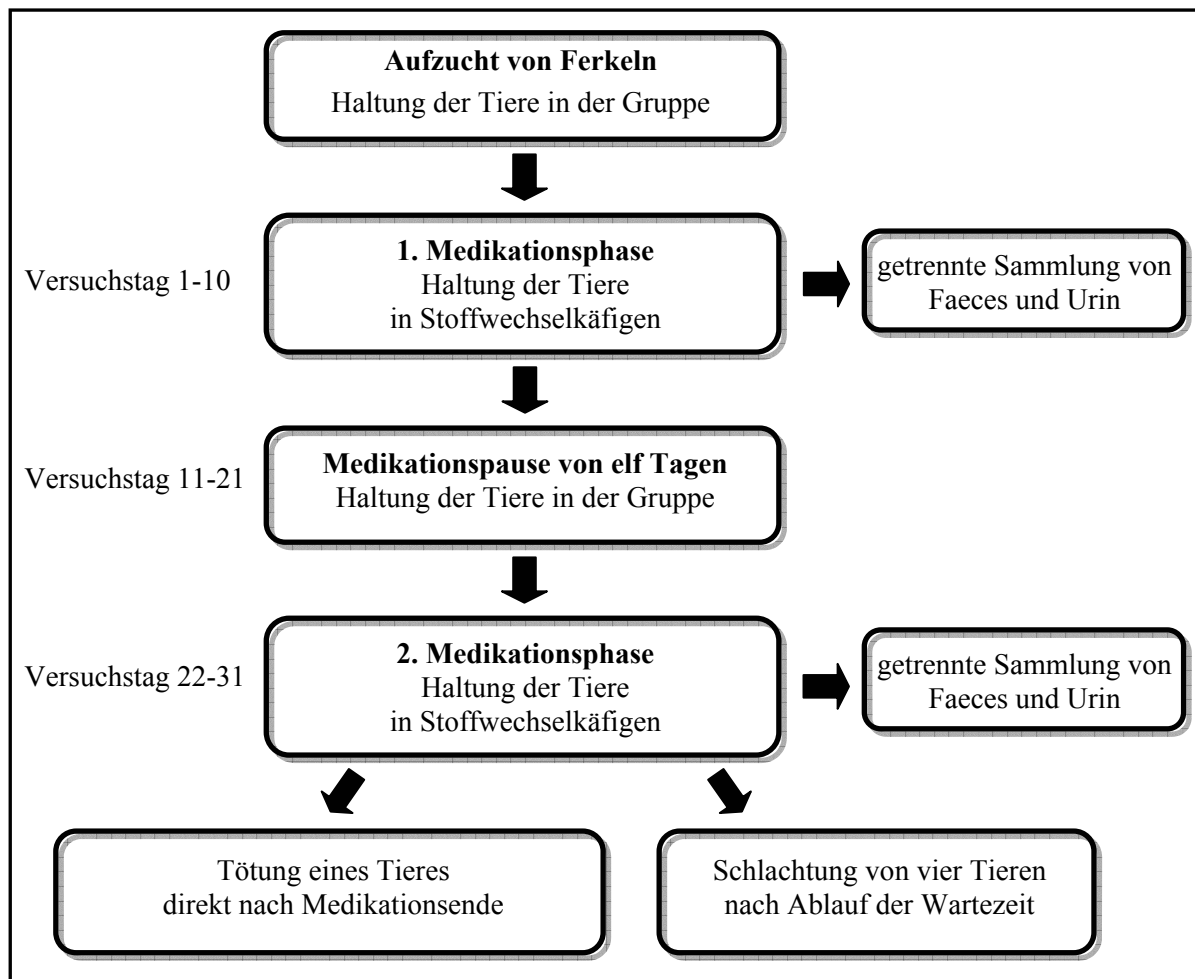 Aufzucht von Ferkeln
Haltung der Tiere in der Gruppe
Versuchstag 1-10
1. Medikationsphase
Haltung der Tiere
in Stoffwechselkäfigen
getrennte Sammlung von
Faeces und Urin
Versuchstag 11-21
Medikationspause von elf Tagen
Haltung der Tiere in der Gruppe
Versuchstag 22-31
2. Medikationsphase
Haltung der Tiere
in Stoffwechselkäfigen
getrennte Sammlung von
Faeces und Urin
Tötung eines Tieres
direkt nach Medikationsende
Schlachtung von vier Tieren
nach Ablauf der Wartezeit